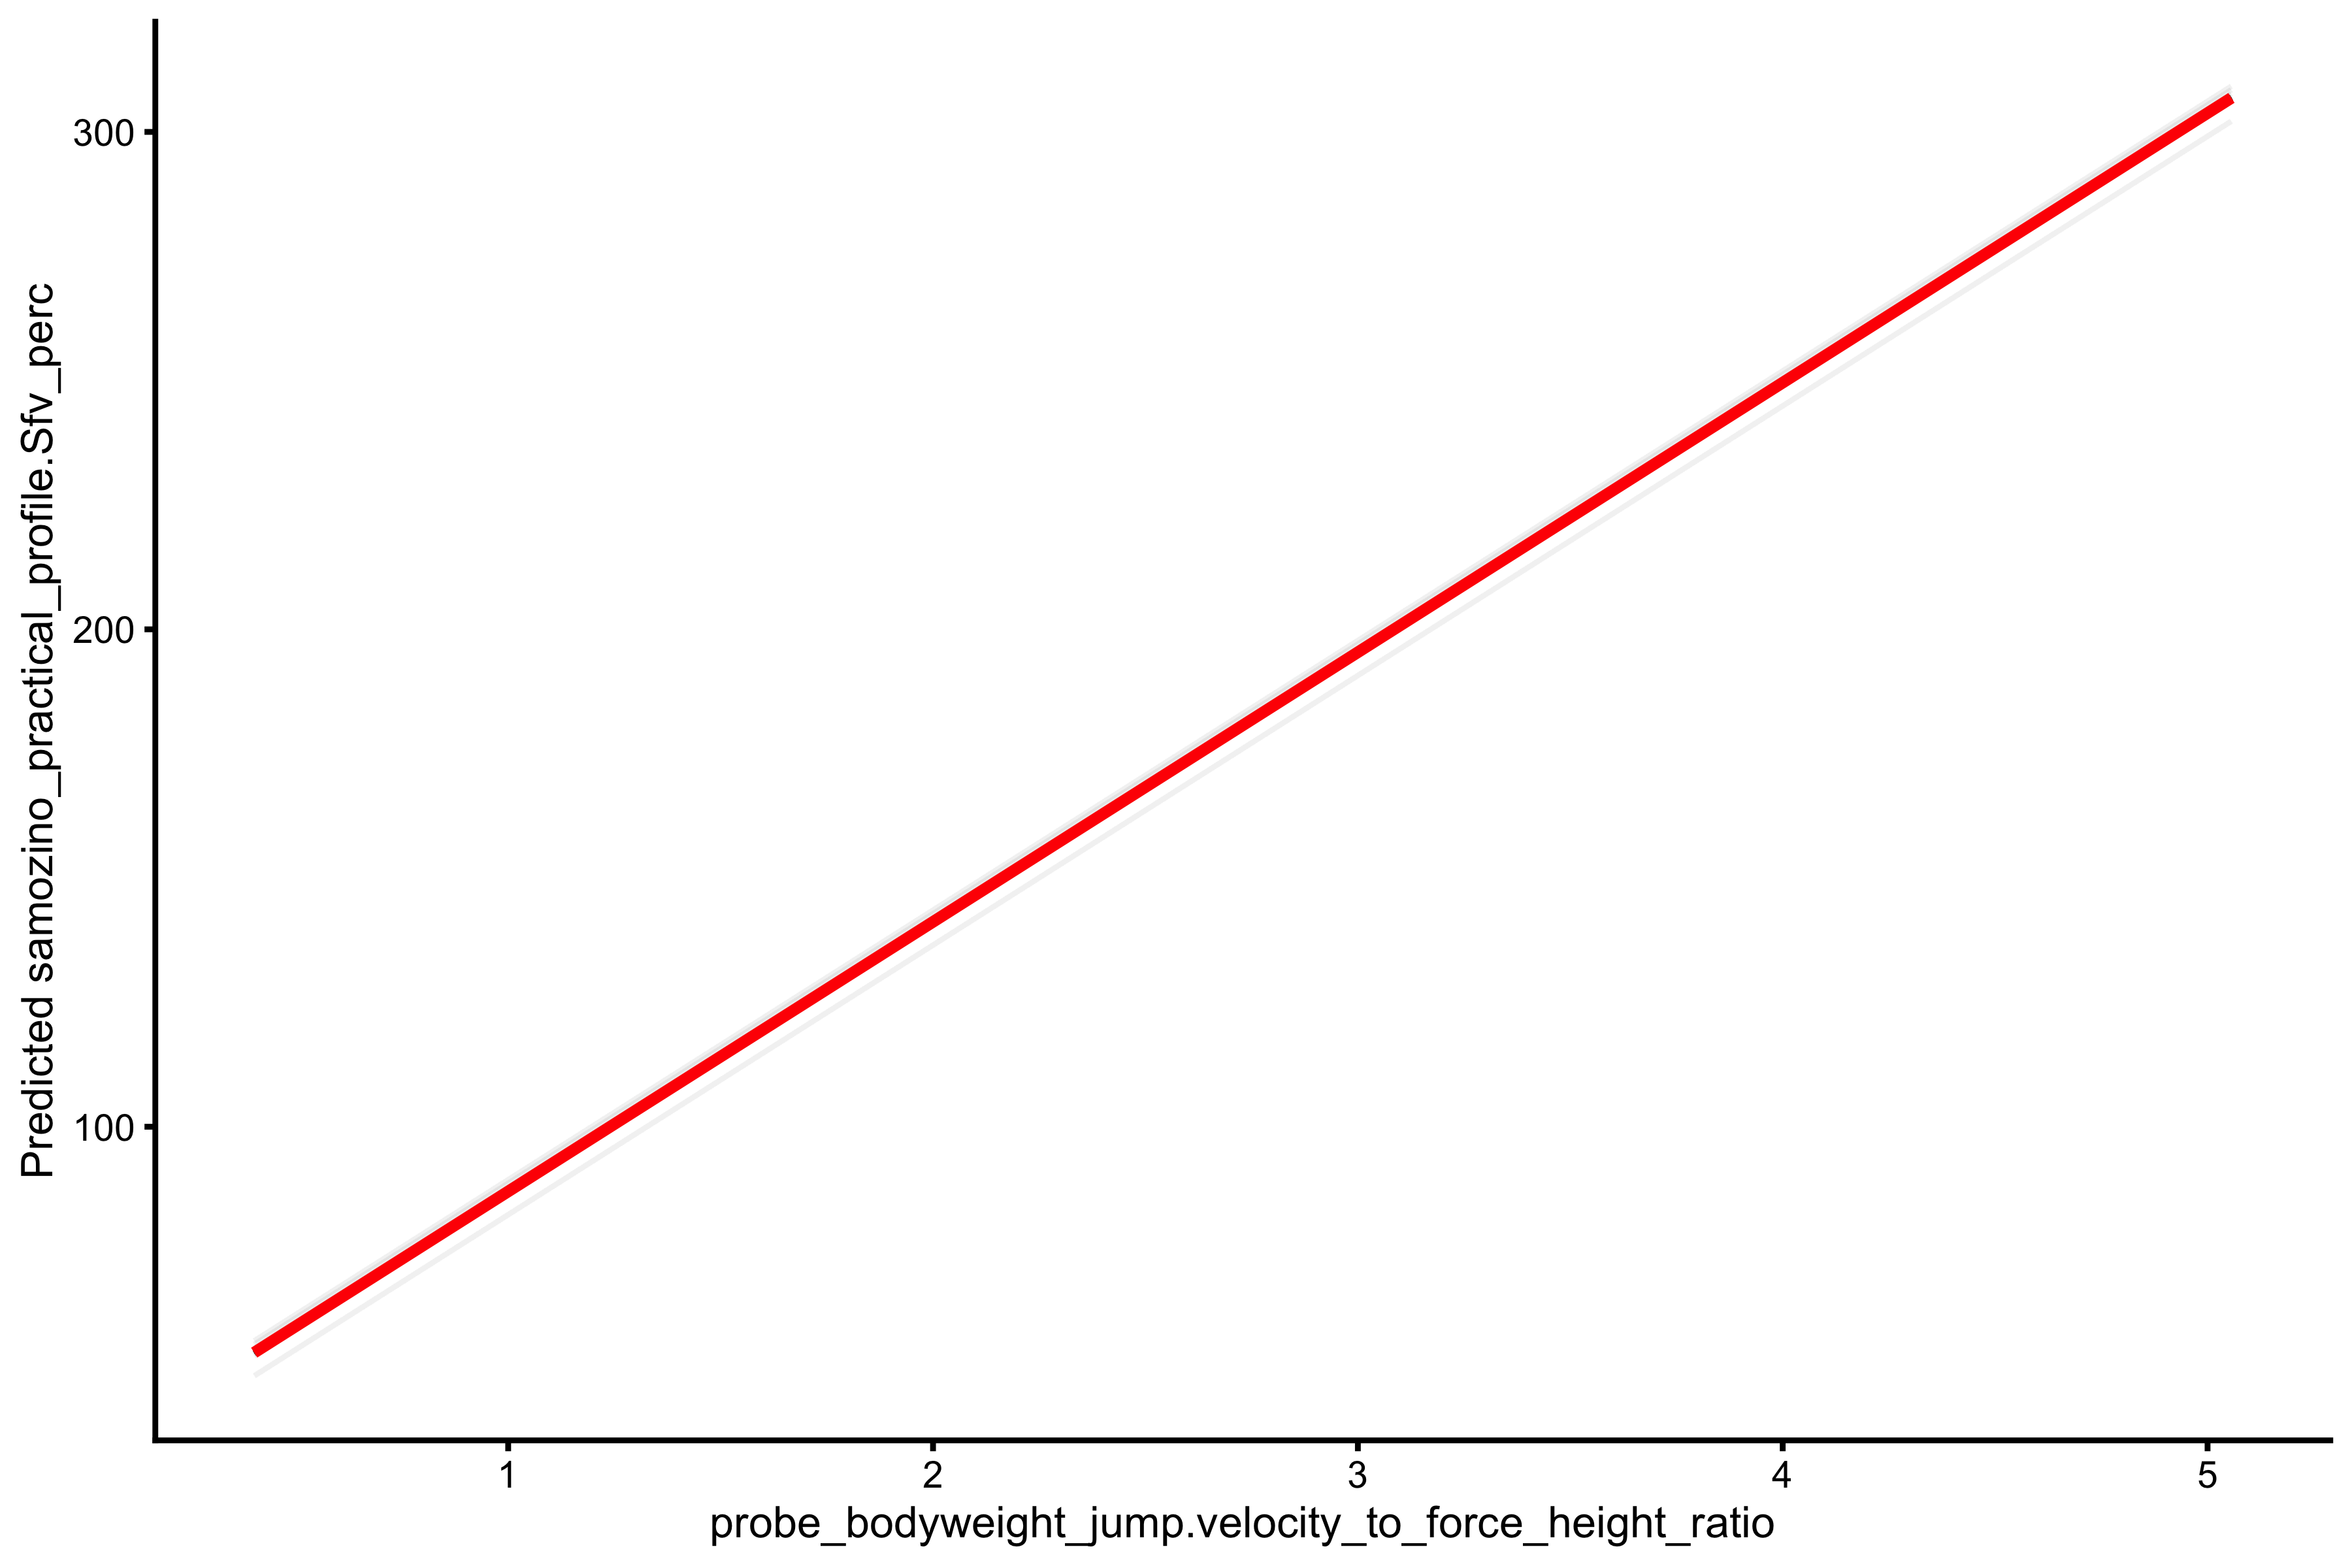 Predicted samozino_practical_profile.Sfv_perc
300
200
100
1 2 3 4 5
probe_bodyweight_jump.velocity_to_force_height_ratio